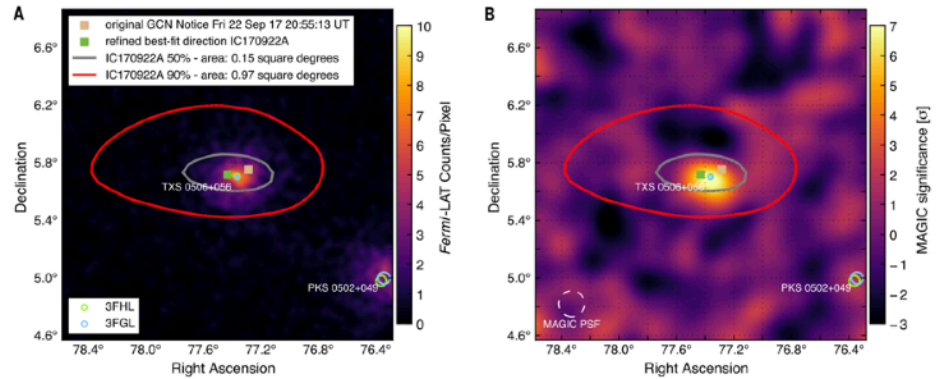 A
original GCN Notice Fri 22 Sep 17 20:55:13 UT
refined best-fit direction IC170922A
IC170922A 50% - area: 0.15 square degrees
IC170922A 90% - area: 0.97 square degrees
6.6°
6.2°
5.8°
5.4°
5.0°
4.6°
Declination
TXS 0506+056
PKS 0502+049
3FHL
3FGL
78.4° 78.0° 77.6° 77.2° 76.8° 76.4°
Right Ascension
10
9
8
7
6
5
4
3
2
1
0
Fermi-LAT Counts/Pixel
B
6.6°
6.2°
5.8°
5.4°
5.0°
4.6°
Declination
TXS 0506+056
PKS 0502+049
MAGIC PSF
78.4° 78.0° 77.6° 77.2° 76.8° 76.4°
Right Ascension
7
6
5
4
3
2
1
0
−1
−2
−3
MAGIC significance [σ]